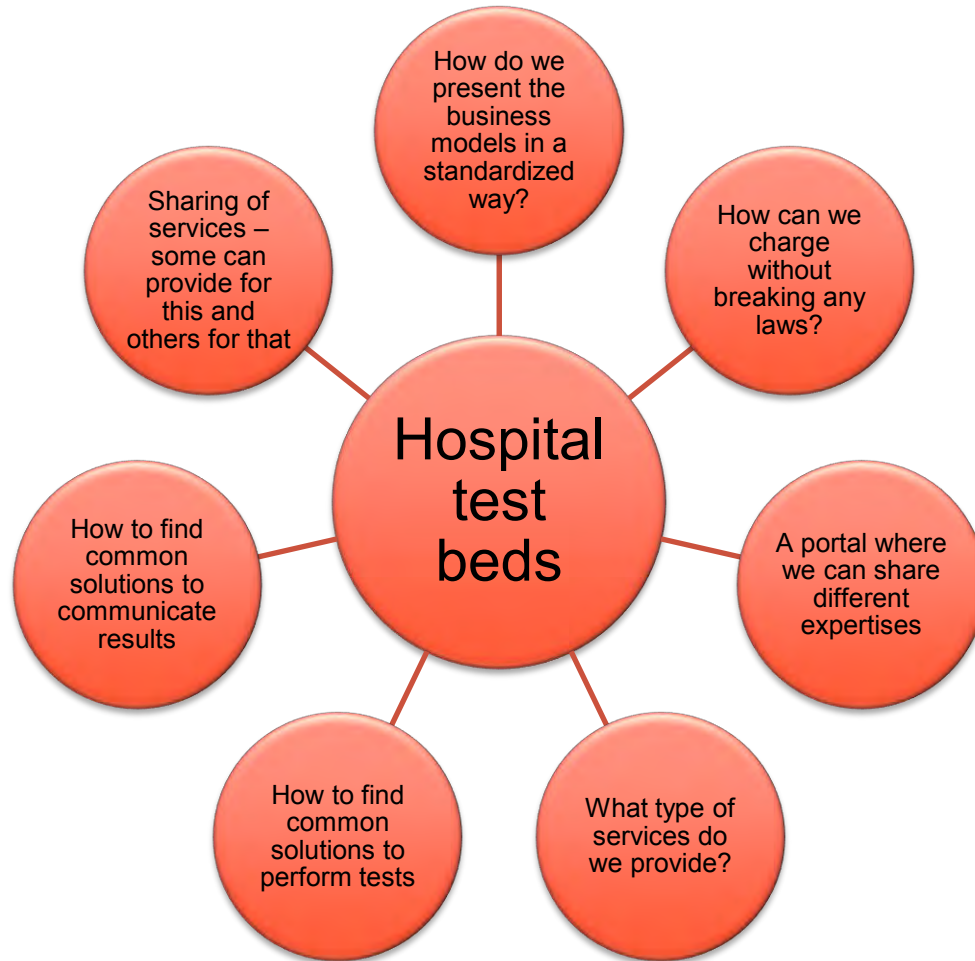 How do we
present the
business
models in a
standardized
way?
How can we
charge
without
breaking any
laws?
A portal where
we can share
different
expertises
What type of
services do
we provide?
How to find
common
solutions to
perform tests
How to find
common
solutions to
communicate
results
Sharing of
services –
some can
provide for
this and
others for that
Hospital
test
beds